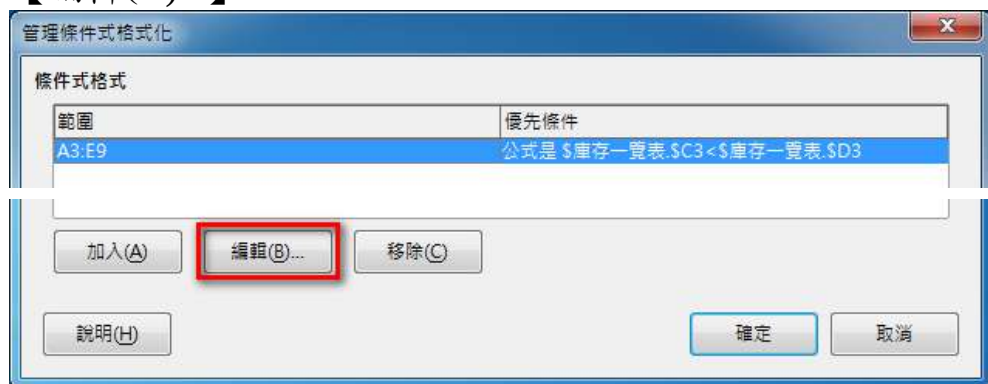 管理條件式格式化
條件式格式
範圍 優先條件
A3:E9 公式是 $庫存一覽表.$C3<$庫存一覽表.$D3
加入(A) 編輯(B)... 移除(C)
說明(H) 確定 取消